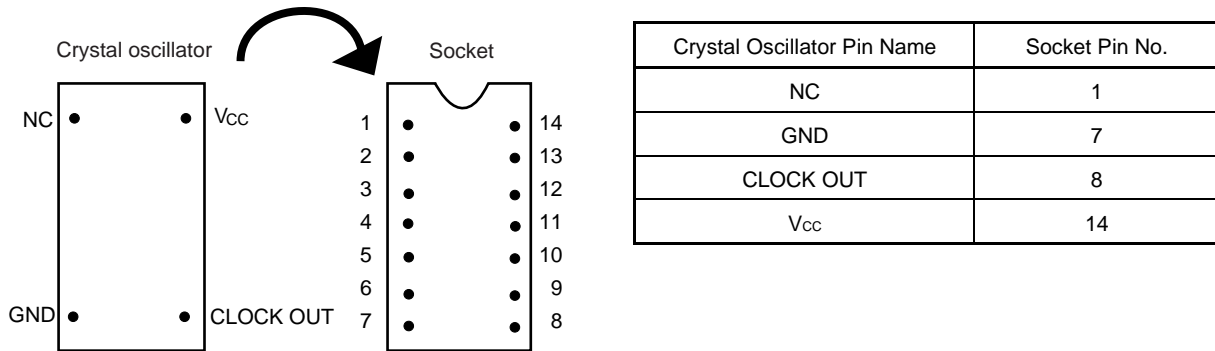 Crystal oscillator
NC
Vcc
GND
CLOCK OUT
Socket
1 14
2 13
3 12
4 11
5 10
6 9
7 8
Crystal Oscillator Pin Name Socket Pin No.
NC 1
GND 7
CLOCK OUT 8
Vcc 14